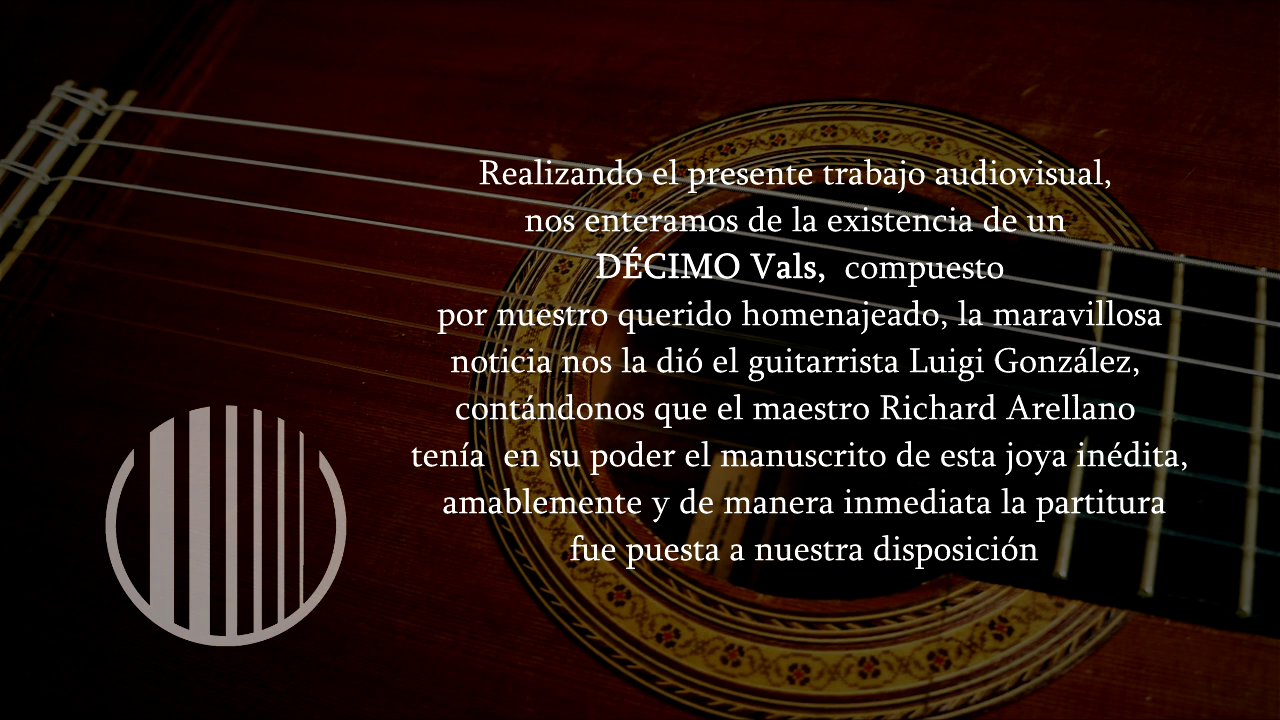 Realizando el presente trabajo audiovisual,
nos enteramos de la existencia de un
DÉCIMO Vals,  compuesto
por nuestro querido homenajeado, la maravillosa
noticia nos la dió el guitarrista Luigi González,
contándonos que el maestro Richard Arellano
tenía  en su poder el manuscrito de esta joya inédita,
amablemente y de manera inmediata la partitura
fue puesta a nuestra disposición